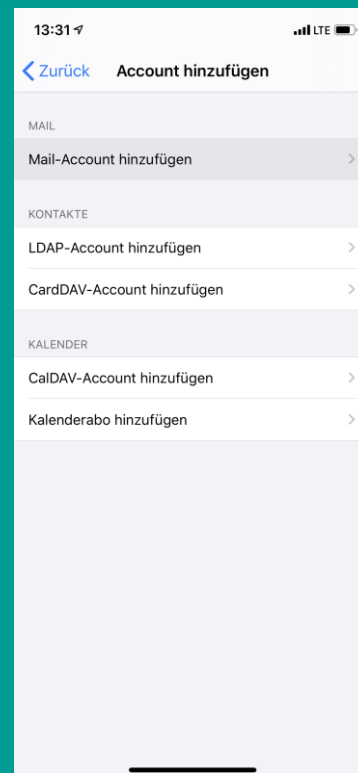 13:31 LTE
Zurück Account hinzufügen
MAIL
Mail-Account hinzufügen
KONTAKTE
LDAP-Account hinzufügen
CardDAV-Account hinzufügen
KALENDER
CalDAV-Account hinzufügen
Kalenderabo hinzufügen